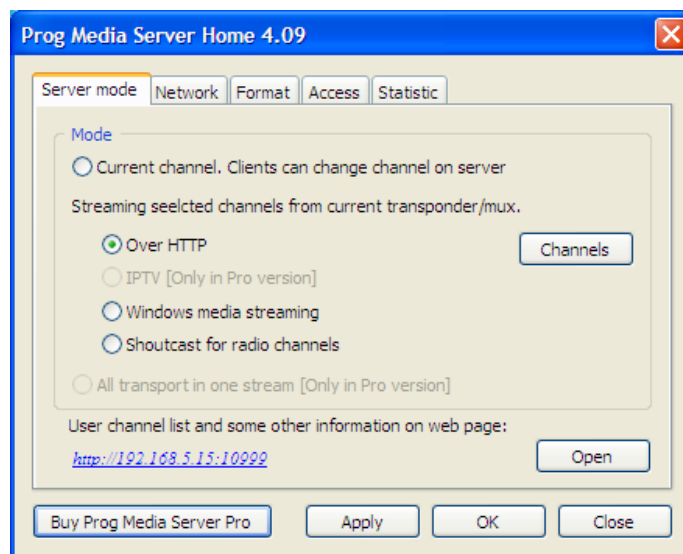 Prog Media Server Home 4.09
Server mode Network Format Access Statistic
Mode
Current channel. Clients can change channel on server
Streaming seelcted channels from current transponder/mux.
Over HTTP
Channels
IPTV [Only in Pro version]
Windows media streaming
Shoutcast for radio channels
All transport in one stream [Only in Pro version]
User channel list and some other information on web page:
http://192.168.5.15:10999
Open
Buy Prog Media Server Pro Apply OK Close